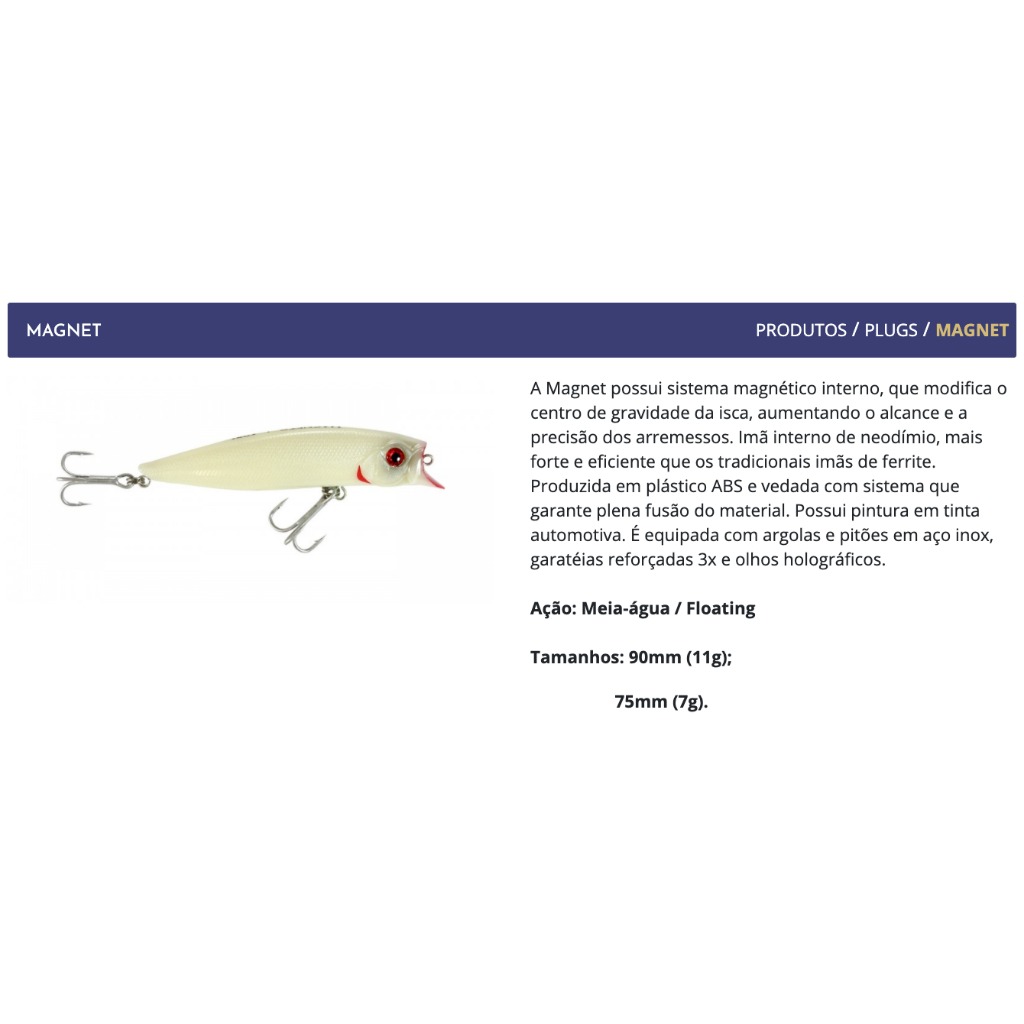 MAGNET
PRODUTOS / PLUGS / MAGNET
A Magnet possui sistema magnético interno, que modifica o
centro de gravidade da isca, aumentando o alcance e a
precisão dos arremessos. Imã interno de neodímio, mais
forte e eficiente que os tradicionais imãs de ferrite.
Produzida em plástico ABS e vedada com sistema que
garante plena fusão do material. Possui pintura em tinta
automotiva. É equipada com argolas e pitões em aço inox,
garatéias reforçadas 3x e olhos holográficos.
Ação: Meia-água / Floating
Tamanhos: 90mm (11g);
75mm (7g).